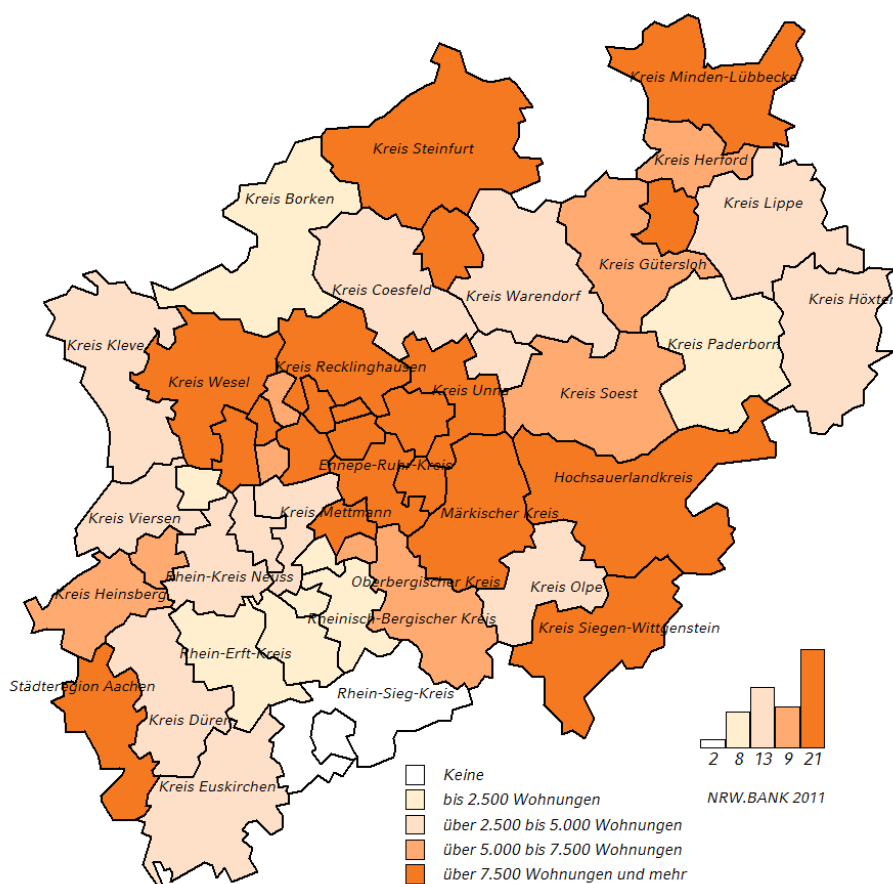 Kreis Minden-Lübbecke
Kreis Steinfurt
Kreis Herford
Kreis Borken
Kreis Lippe
Kreis Gütersloh
Kreis Coesfeld
Kreis Warendorf
Kreis Höxter
Kreis Kleve
Kreis Paderborn
Kreis Recklinghausen
Kreis Wesel
Kreis Unna
Kreis Soest
Ennepe-Ruhr-Kreis
Hochsauerlandkreis
Kreis Viersen
Kreis Mettmann
Märkischer Kreis
Rhein-Kreis Neuss
Oberbergischer Kreis
Kreis Olpe
Kreis Heinsberg
Rheinisch-Bergischer Kreis
Kreis Siegen-Wittgenstein
Rhein-Erft-Kreis
Städteregion Aachen
Rhein-Sieg-Kreis
Kreis Düren
Kreis Euskirchen
2 8 13 9 21
NRW.BANK 2011
Keine
bis 2.500 Wohnungen
über 2.500 bis 5.000 Wohnungen
über 5.000 bis 7.500 Wohnungen
über 7.500 Wohnungen und mehr